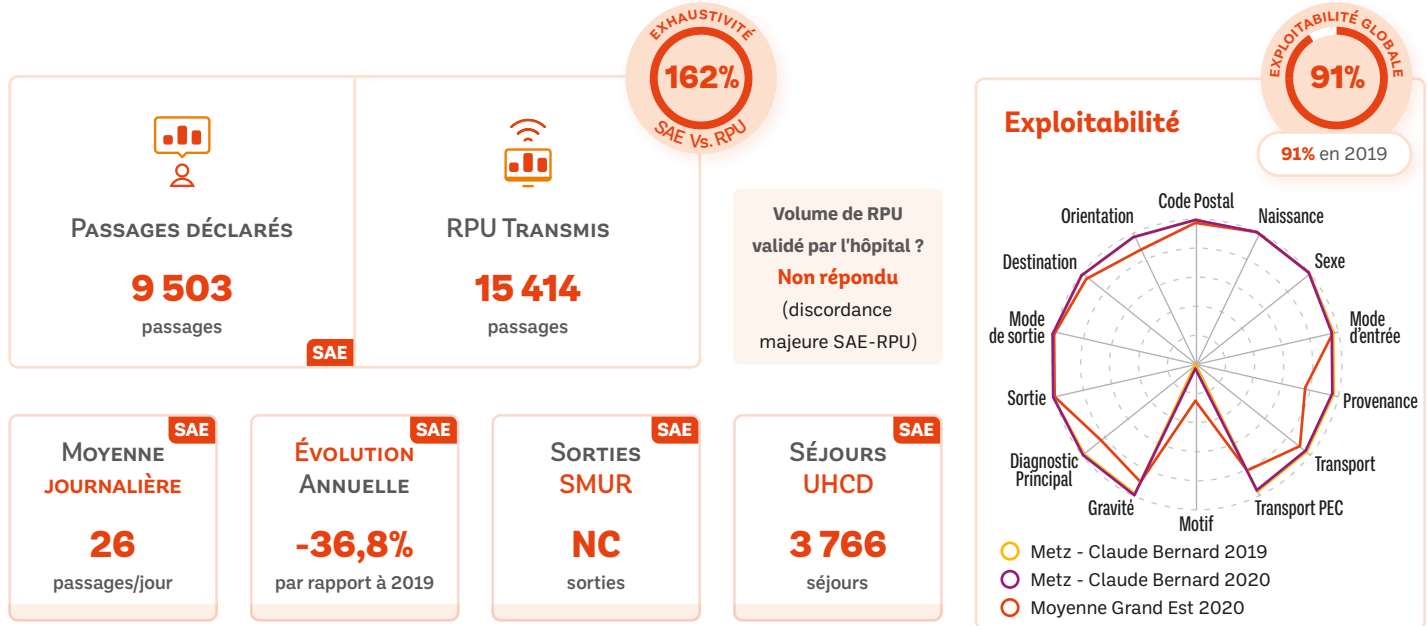 EXHAUSTIVITÉ
162%
SAE Vs. RPU
PASSAGES DÉCLARÉS
9 503
passages
SAE
RPU TRANSMIS
15 414
passages
Volume de RPU
validé par l'hôpital ?
Non répondu
(discordance
majeure SAE-RPU)
SAE
MOYENNE
JOURNALIÈRE
26
passages/jour
SAE
ÉVOLUTION
ANNUELLE
-36,8%
par rapport à 2019
SAE
SORTIES
SMUR
NC
sorties
SAE
SÉJOURS
UHCD
3 766
séjours
EXPLOITABILITÉ GLOBALE
91%
91% en 2019
Exploitabilité
Code Postal
Naissance
Sexe
Mode
d'entrée
Provenance
Transport
Transport PEC
Motif
Gravité
Diagnostic
Principal
Sortie
Mode
de sortie
Destination
Orientation
Metz - Claude Bernard 2019
Metz - Claude Bernard 2020
Moyenne Grand Est 2020